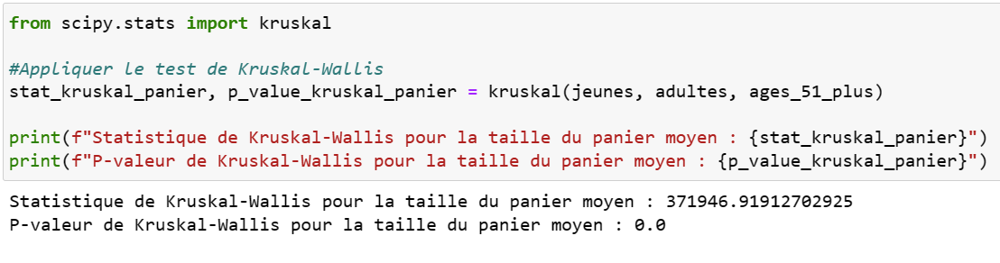 from scipy.stats import kruskal
#Appliquer le test de Kruskal-Wallis
stat_kruskal_panier, p_value_kruskal_panier = kruskal(jeunes, adultes, ages_51_plus)
print(f"Statistique de Kruskal-Wallis pour la taille du panier moyen : {stat_kruskal_panier}")
print(f"P-valeur de Kruskal-Wallis pour la taille du panier moyen : {p_value_kruskal_panier}")
Statistique de Kruskal-Wallis pour la taille du panier moyen : 371946.91912702925
P-valeur de Kruskal-Wallis pour la taille du panier moyen : 0.0